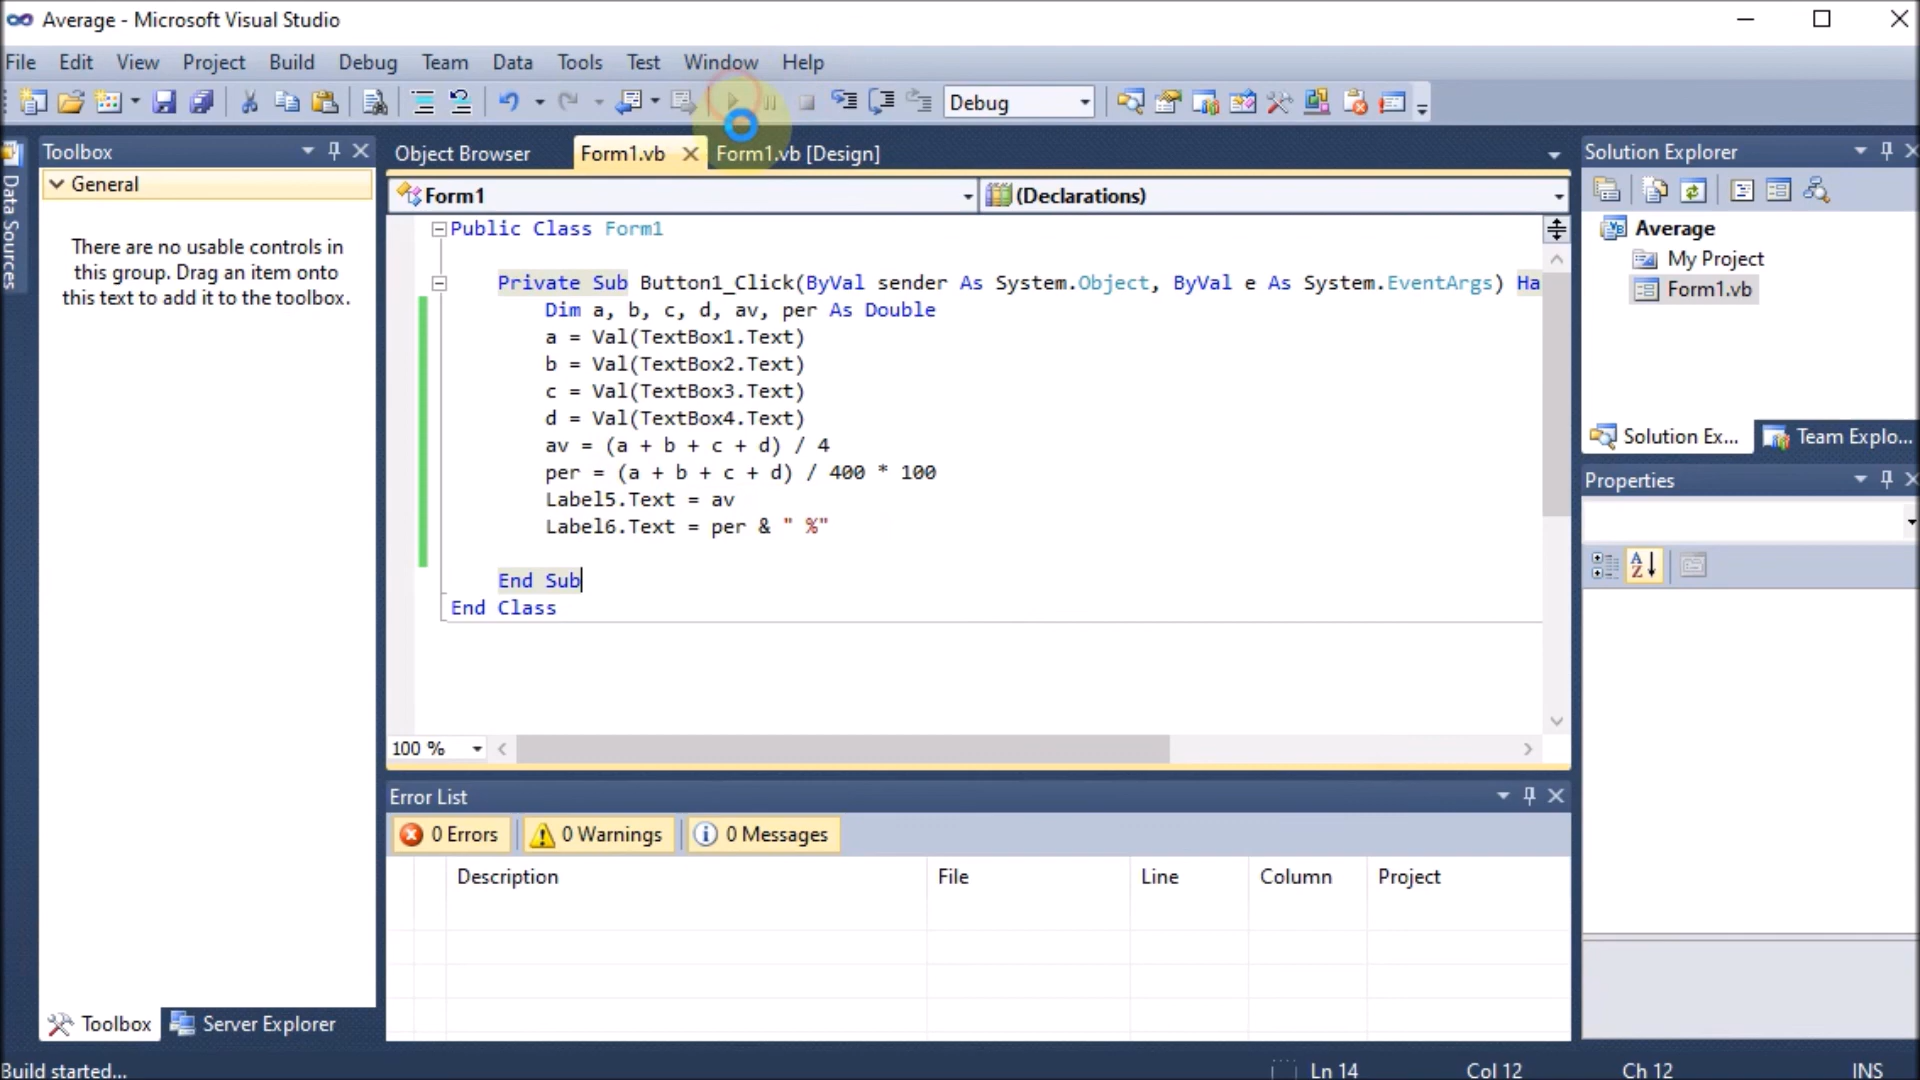 Average - Microsoft Visual Studio
File Edit View Project Build Debug Team Data Tools Test Window Help
Debug
Data Sources
Toolbox
General
There are no usable controls in
this group. Drag an item onto
this text to add it to the toolbox.
Toolbox Server Explorer
Object Browser Form1.vb Form1.vb [Design]
Form1 (Declarations)
Public Class Form1
Private Sub Button1_Click(ByVal sender As System.Object, ByVal e As System.EventArgs) Ha
Dim a, b, c, d, av, per As Double
a = Val(TextBox1.Text)
b = Val(TextBox2.Text)
c = Val(TextBox3.Text)
d = Val(TextBox4.Text)
av = (a + b + c + d) / 4
per = (a + b + c + d) / 400 * 100
Label5.Text = av
Label6.Text = per & " %"
End Sub
End Class
100 %
Error List
0 Errors 0 Warnings 0 Messages
Description File Line Column Project
Solution Explorer
Average
My Project
Form1.vb
Solution Ex... Team Explo...
Properties
Build started... Ln 14 Col 12 Ch 12 INS